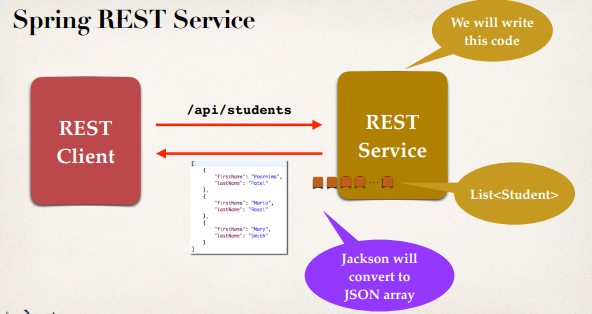 Spring REST Service
We will write
this code
/api/students
REST
Client
REST
Service
[
{
"firstName": "Poornima",
"lastName": "Patel"
},
{
"firstName": "Mario",
"lastName": "Rossi"
},
{
"firstName": "Mary",
"lastName": "Smith"
}
]
...
List<Student>
Jackson will
convert to
JSON array